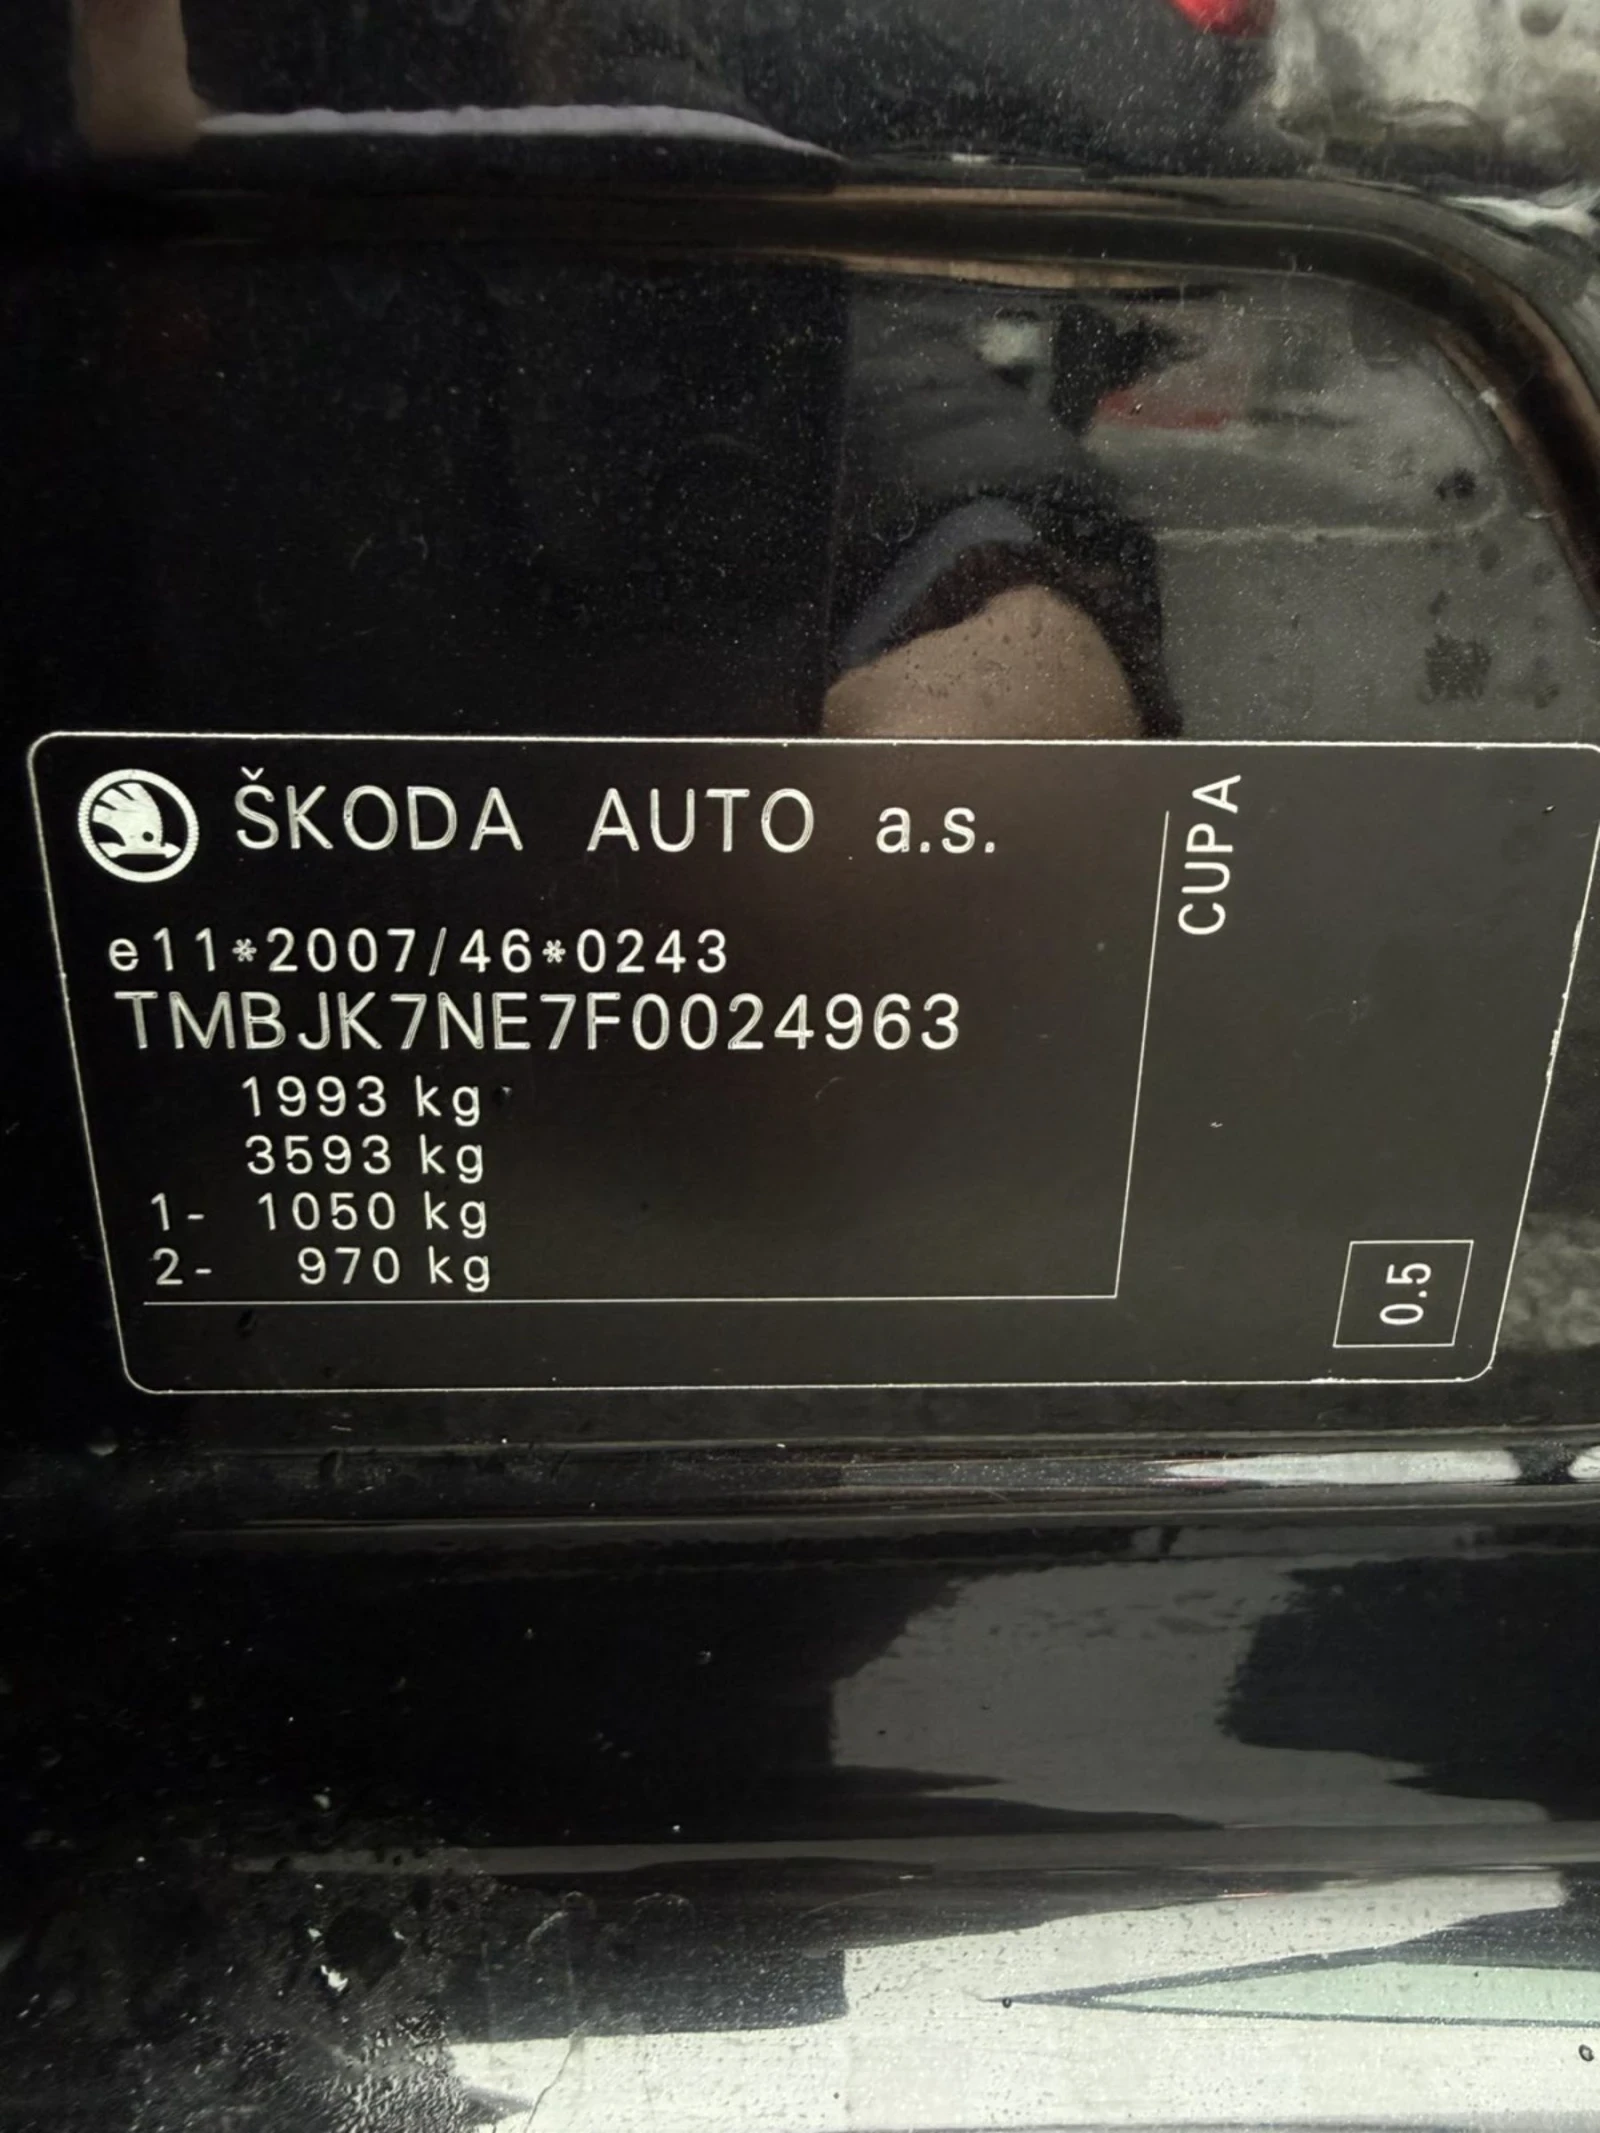 ŠKODA AUTO a.s.
e11*2007/46*0243
TMBJK7NE7F0024963
1993 kg
3593 kg
1- 1050 kg
2- 970 kg
CUPA
0.5